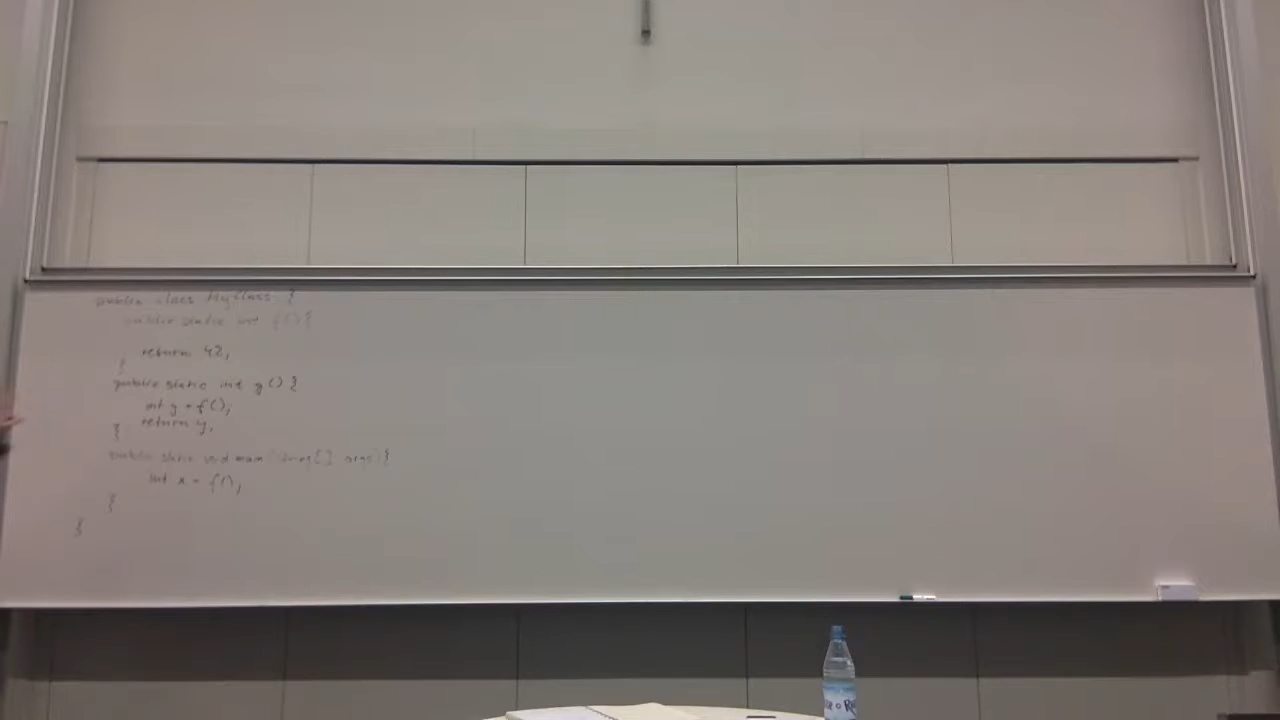 public class MyClass {
public static int f() {
return 42;
}
public static int g() {
int y = f();
return y;
}
public static void main(String[] args) {
int x = f();
}
}